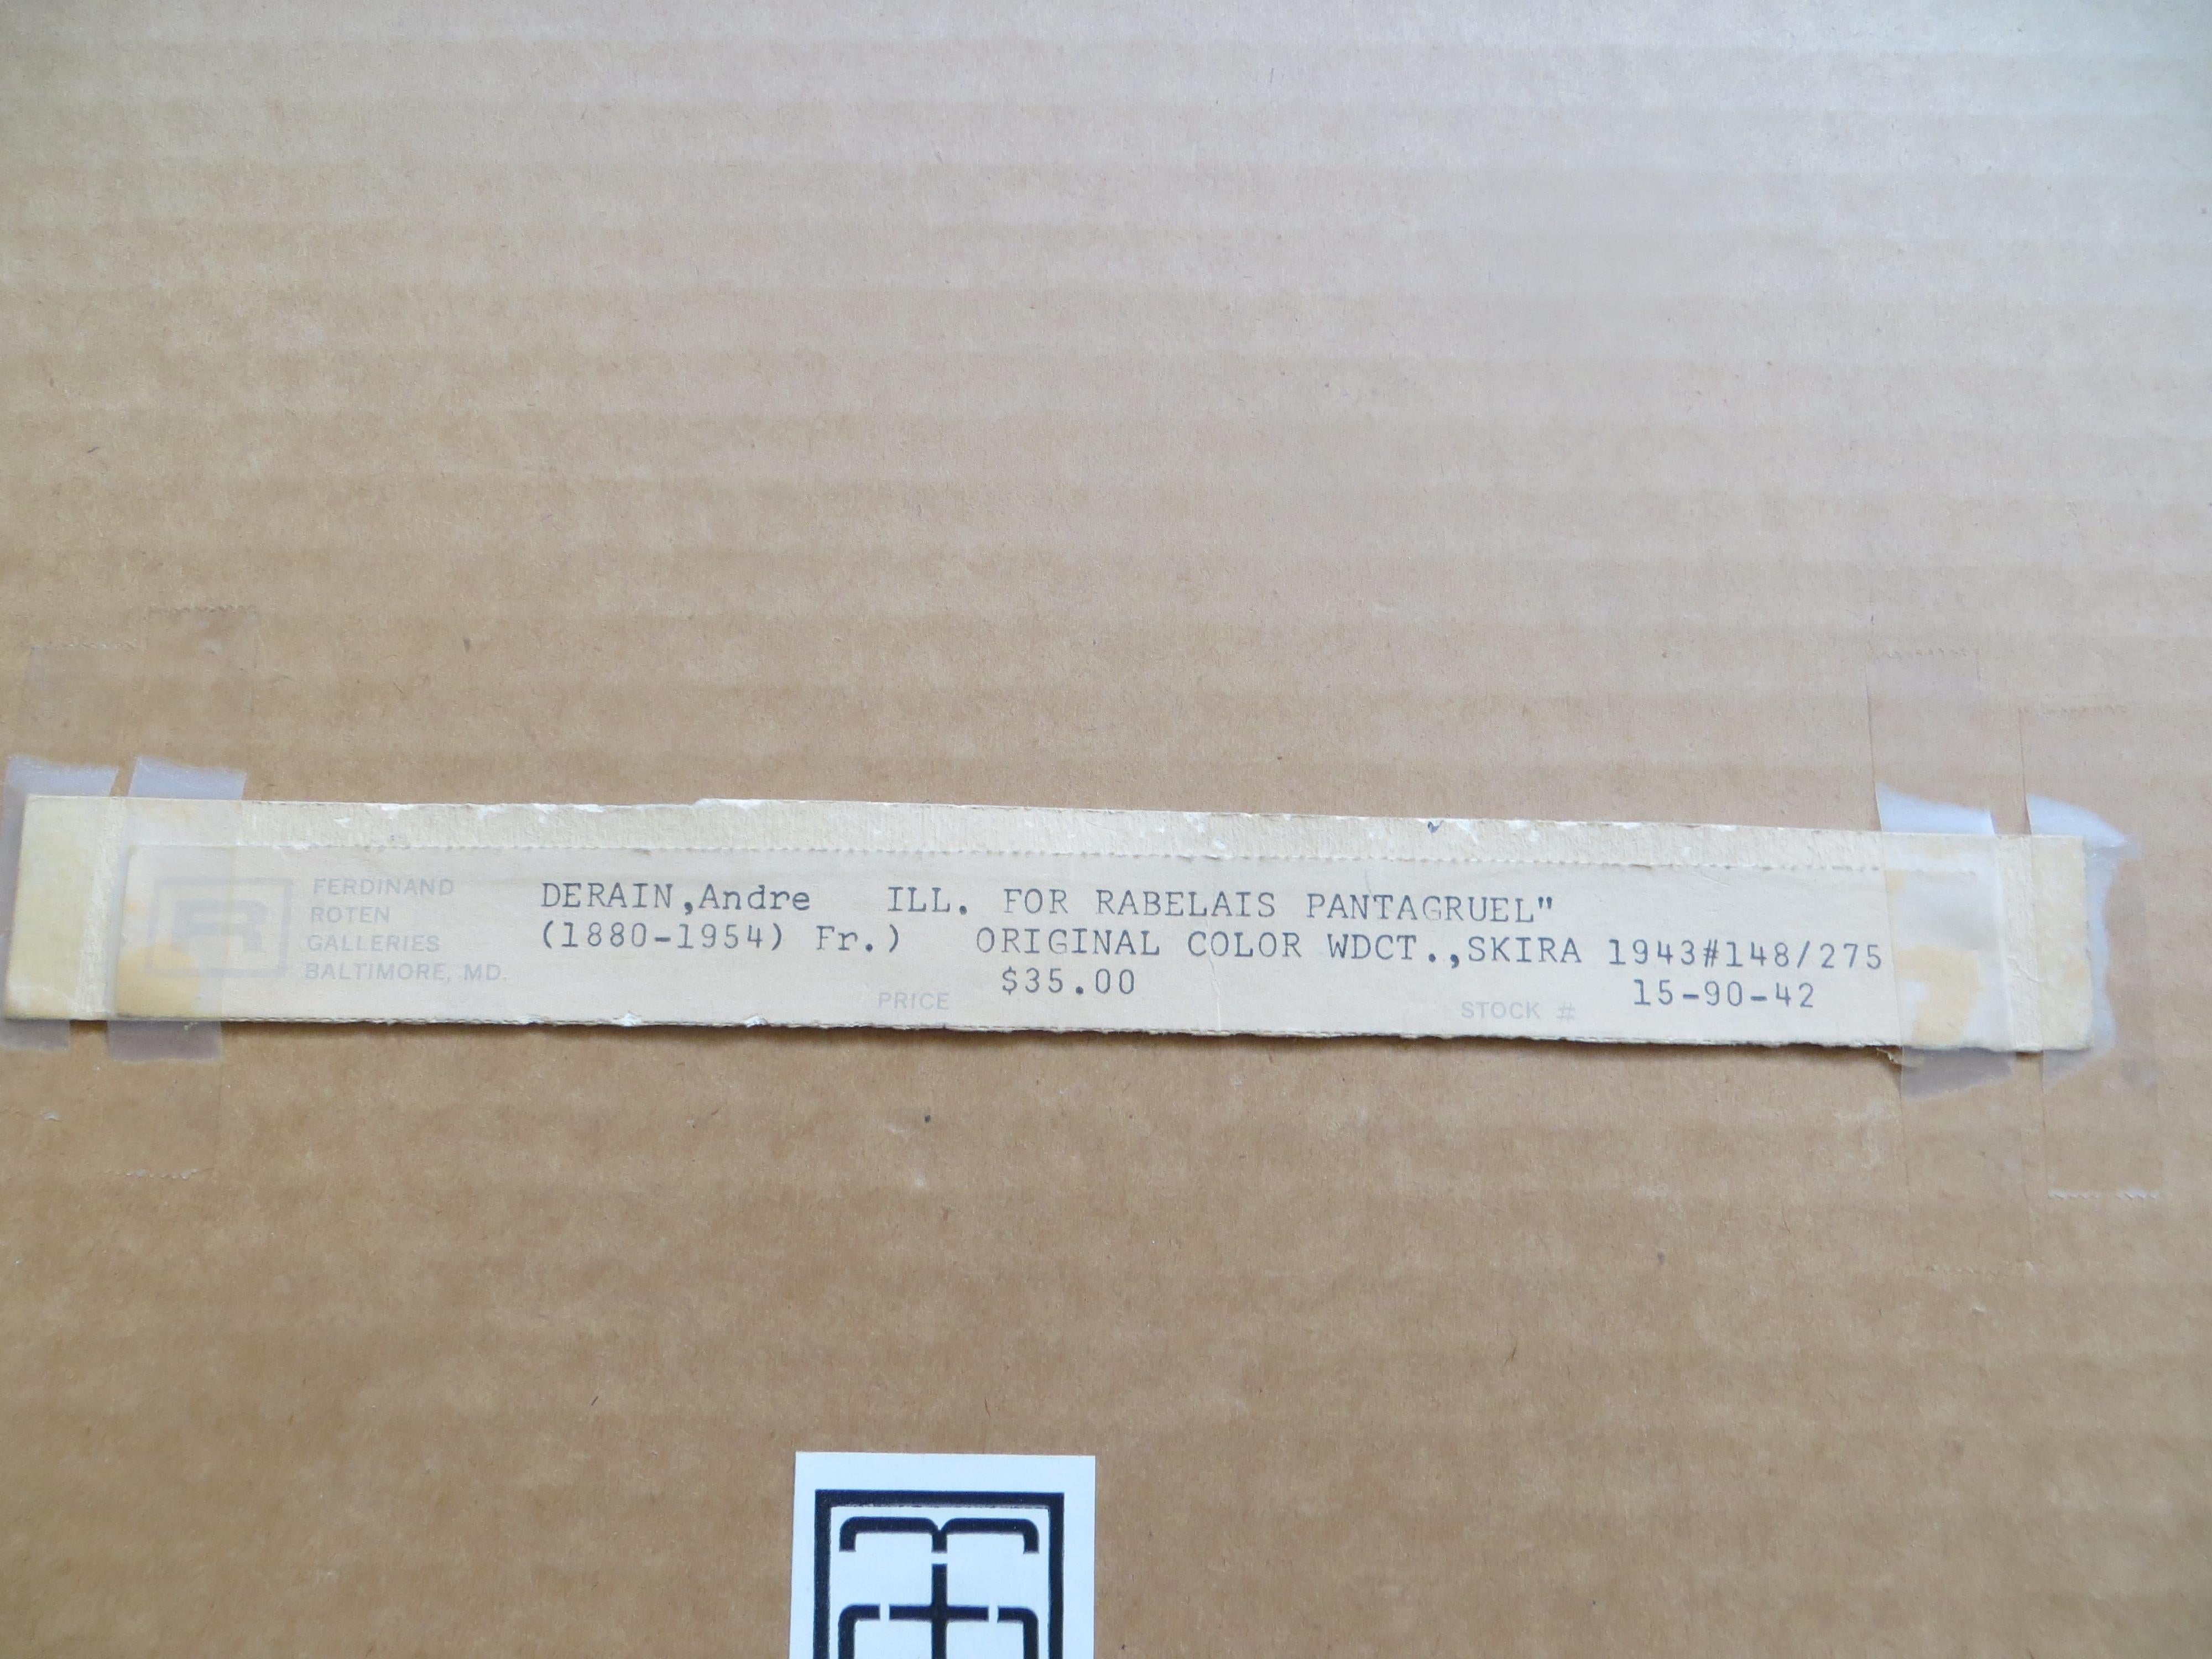 FERDINAND
ROTEN
GALLERIES
BALTIMORE, MD.
DERAIN,Andre ILL. FOR RABELAIS PANTAGRUEL"
(1880-1954) Fr.) ORIGINAL COLOR WDCT.,SKIRA 1943#148/275
PRICE $35.00 STOCK # 15-90-42